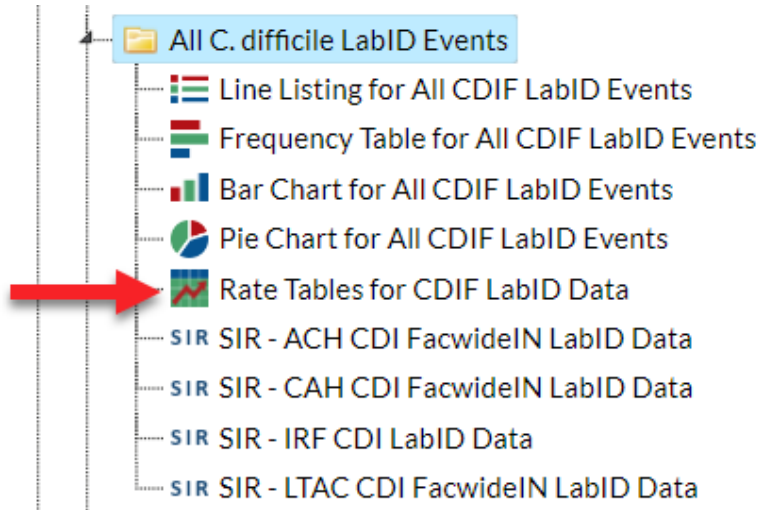 All C. difficile LabID Events
Line Listing for All CDIF LabID Events
Frequency Table for All CDIF LabID Events
Bar Chart for All CDIF LabID Events
Pie Chart for All CDIF LabID Events
Rate Tables for CDIF LabID Data
SIR SIR - ACH CDI FacwideIN LabID Data
SIR SIR - CAH CDI FacwideIN LabID Data
SIR SIR - IRF CDI LabID Data
SIR SIR - LTAC CDI FacwideIN LabID Data